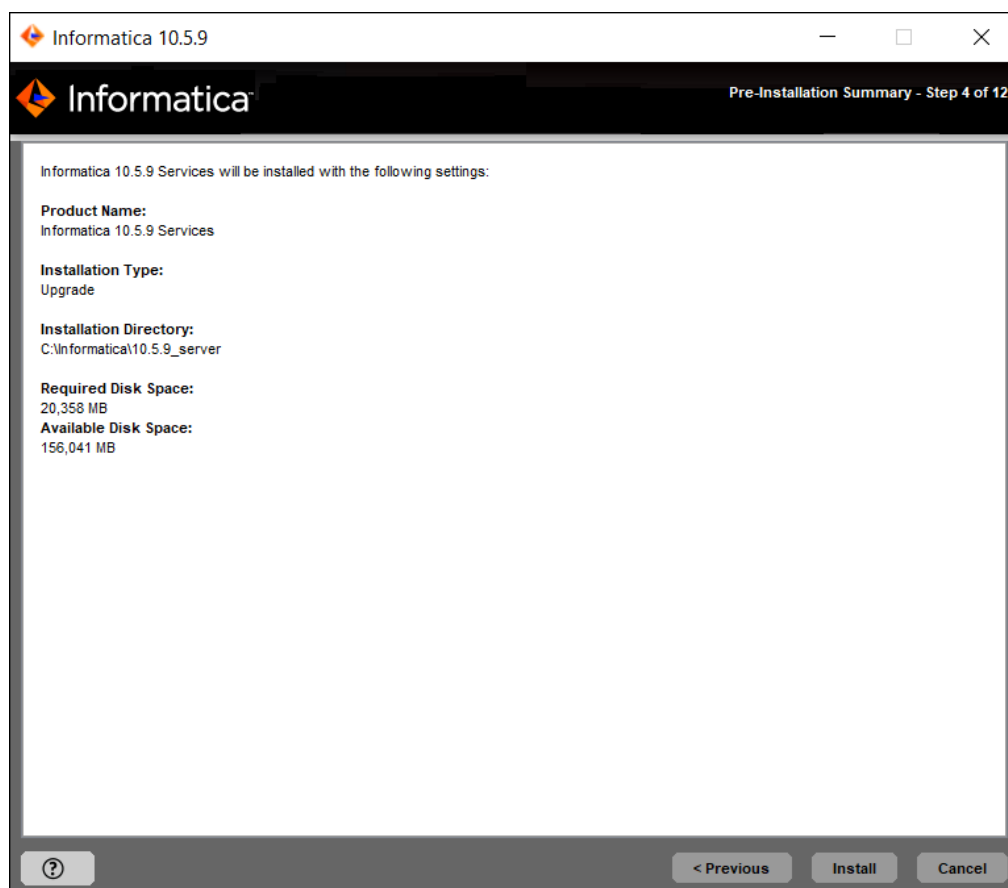 Informatica 10.5.9
Informatica
Pre-Installation Summary - Step 4 of 12
Informatica 10.5.9 Services will be installed with the following settings:
Product Name:
Informatica 10.5.9 Services
Installation Type:
Upgrade
Installation Directory:
C:\Informatica\10.5.9_server
Required Disk Space:
20,358 MB
Available Disk Space:
156,041 MB
?
< Previous
Install
Cancel